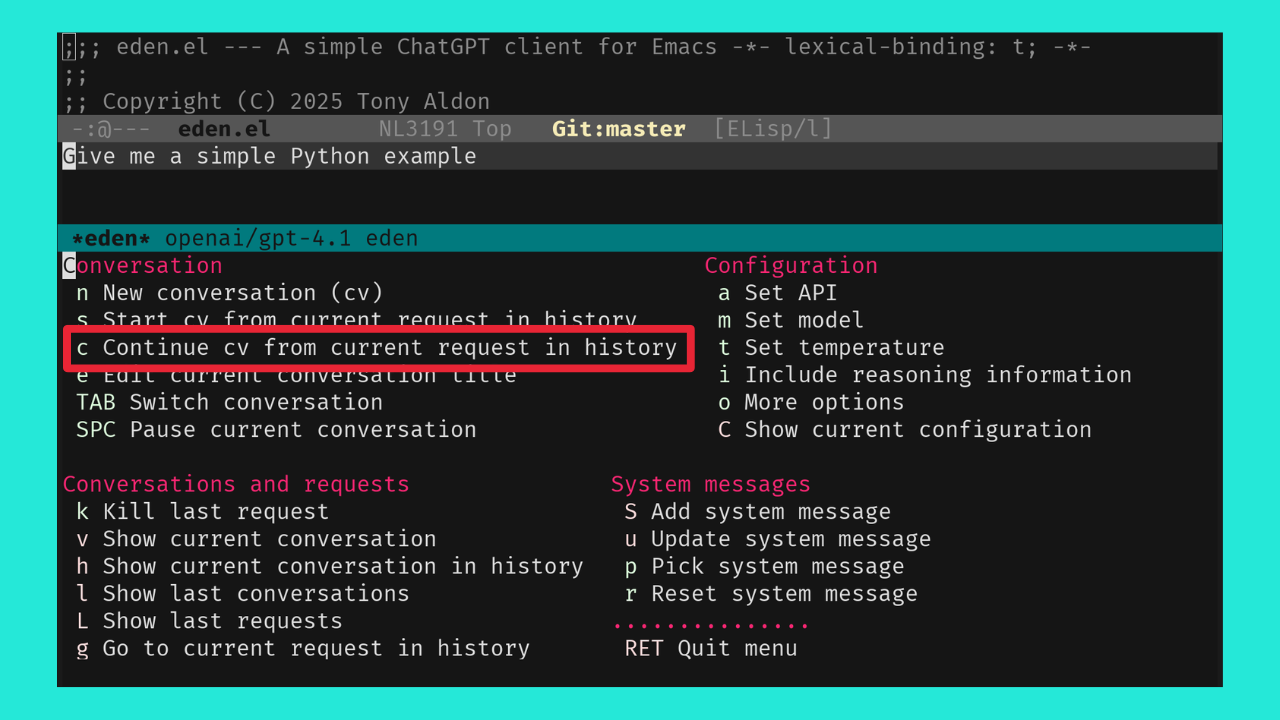 ;;; eden.el --- A simple ChatGPT client for Emacs -*- lexical-binding: t; -*-
;;
;; Copyright (C) 2025 Tony Aldon
-:@--- eden.el NL3191 Top Git:master [ELisp/l]
Give me a simple Python example
*eden* openai/gpt-4.1 eden
Conversation
n New conversation (cv)
s Start cv from current request in history
c Continue cv from current request in history
e Edit current conversation title
TAB Switch conversation
SPC Pause current conversation
Configuration
a Set API
m Set model
t Set temperature
i Include reasoning information
o More options
C Show current configuration
Conversations and requests
k Kill last request
v Show current conversation
h Show current conversation in history
l Show last conversations
L Show last requests
g Go to current request in history
System messages
S Add system message
u Update system message
p Pick system message
r Reset system message
...............
RET Quit menu